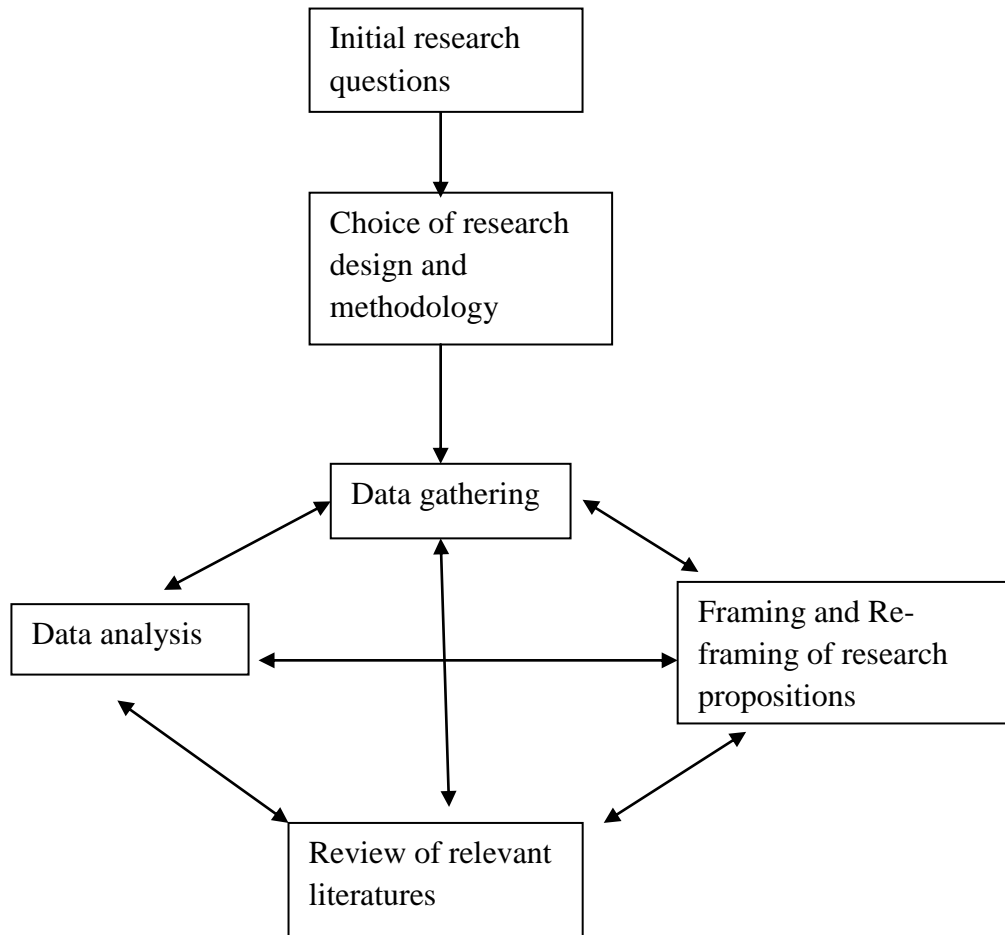 Initial research
questions
Choice of research
design and
methodology
Data gathering
Data analysis
Framing and Re-
framing of research
propositions
Review of relevant
literatures